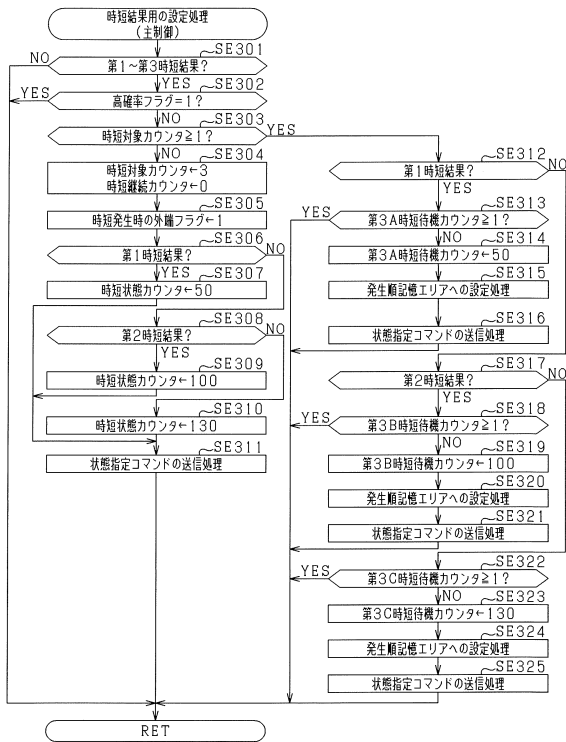 時短結果用の設定処理
(主制御)
SE301
NO
第1～第3時短結果?
YES
SE302
YES
高確率フラグ=1?
NO
SE303
時短対象カウンタ≧1?
YES
NO
SE304
時短対象カウンタ←3
時短継続カウンタ←0
SE305
時短発生時の外端フラグ←1
SE306
第1時短結果?
NO
YES
SE307
時短状態カウンタ←50
SE308
第2時短結果?
NO
YES
SE309
時短状態カウンタ←100
SE310
時短状態カウンタ←130
SE311
状態指定コマンドの送信処理
SE312
第1時短結果?
NO
YES
SE313
YES
第3A時短待機カウンタ≧1?
NO
SE314
第3A時短待機カウンタ←50
SE315
発生順記憶エリアへの設定処理
SE316
状態指定コマンドの送信処理
SE317
第2時短結果?
NO
YES
SE318
YES
第3B時短待機カウンタ≧1?
NO
SE319
第3B時短待機カウンタ←100
SE320
発生順記憶エリアへの設定処理
SE321
状態指定コマンドの送信処理
SE322
YES
第3C時短待機カウンタ≧1?
NO
SE323
第3C時短待機カウンタ←130
SE324
発生順記憶エリアへの設定処理
SE325
状態指定コマンドの送信処理
RET